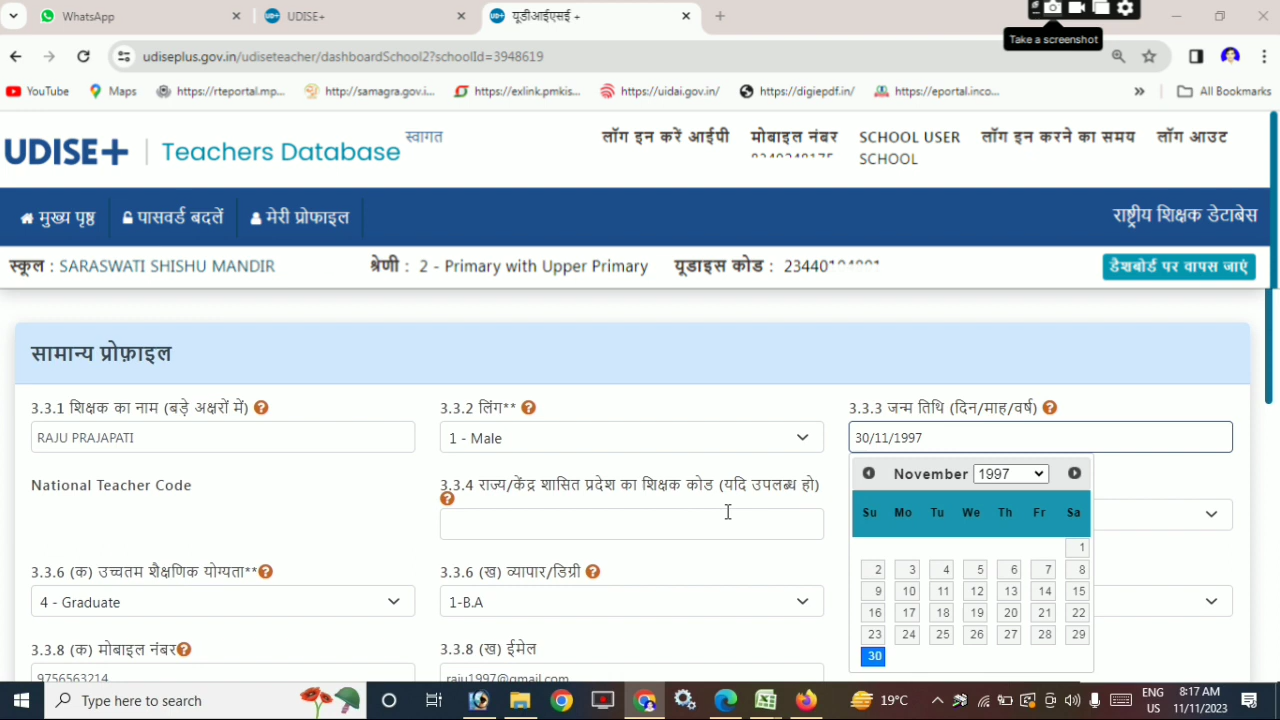 WhatsApp
UDISE+
यूडीआईएसई +
Take a screenshot
udiseplus.gov.in/udiseteacher/dashboardSchool2?schoolId=3948619
YouTube
Maps
https://rteportal.mp...
http://samagra.gov.i...
https://exlink.pmkis...
https://uidai.gov.in/
https://digiepdf.in/
https://eportal.inco...
All Bookmarks
UDISE+
Teachers Database
स्वागत
लॉग इन करें आईपी
मोबाइल नंबर
SCHOOL USER
SCHOOL
लॉग इन करने का समय
लॉग आउट
मुख्य पृष्ठ
पासवर्ड बदलें
मेरी प्रोफाइल
राष्ट्रीय शिक्षक डेटाबेस
स्कूल : SARASWATI SHISHU MANDIR
श्रेणी : 2 - Primary with Upper Primary
यूडाइस कोड :
डैशबोर्ड पर वापस जाएं
सामान्य प्रोफ़ाइल
3.3.1 शिक्षक का नाम (बड़े अक्षरों में)
RAJU PRAJAPATI
3.3.2 लिंग**
1 - Male
3.3.3 जन्म तिथि (दिन/माह/वर्ष)
30/11/1997
November 1997
Su Mo Tu We Th Fr Sa
1
2 3 4 5 6 7 8
9 10 11 12 13 14 15
16 17 18 19 20 21 22
23 24 25 26 27 28 29
30
National Teacher Code
3.3.4 राज्य/केंद्र शासित प्रदेश का शिक्षक कोड (यदि उपलब्ध हो)
3.3.6 (क) उच्चतम शैक्षणिक योग्यता**
4 - Graduate
3.3.6 (ख) व्यापार/डिग्री
1-B.A
3.3.8 (क) मोबाइल नंबर
9756563214
3.3.8 (ख) ईमेल
raju1997@gmail.com
Type here to search
19°C
ENG
US
8:17 AM
11/11/2023